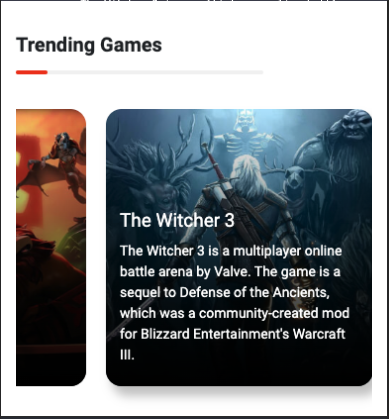 Trending Games
The Witcher 3
The Witcher 3 is a multiplayer online
battle arena by Valve. The game is a
sequel to Defense of the Ancients,
which was a community-created mod
for Blizzard Entertainment's Warcraft
III.